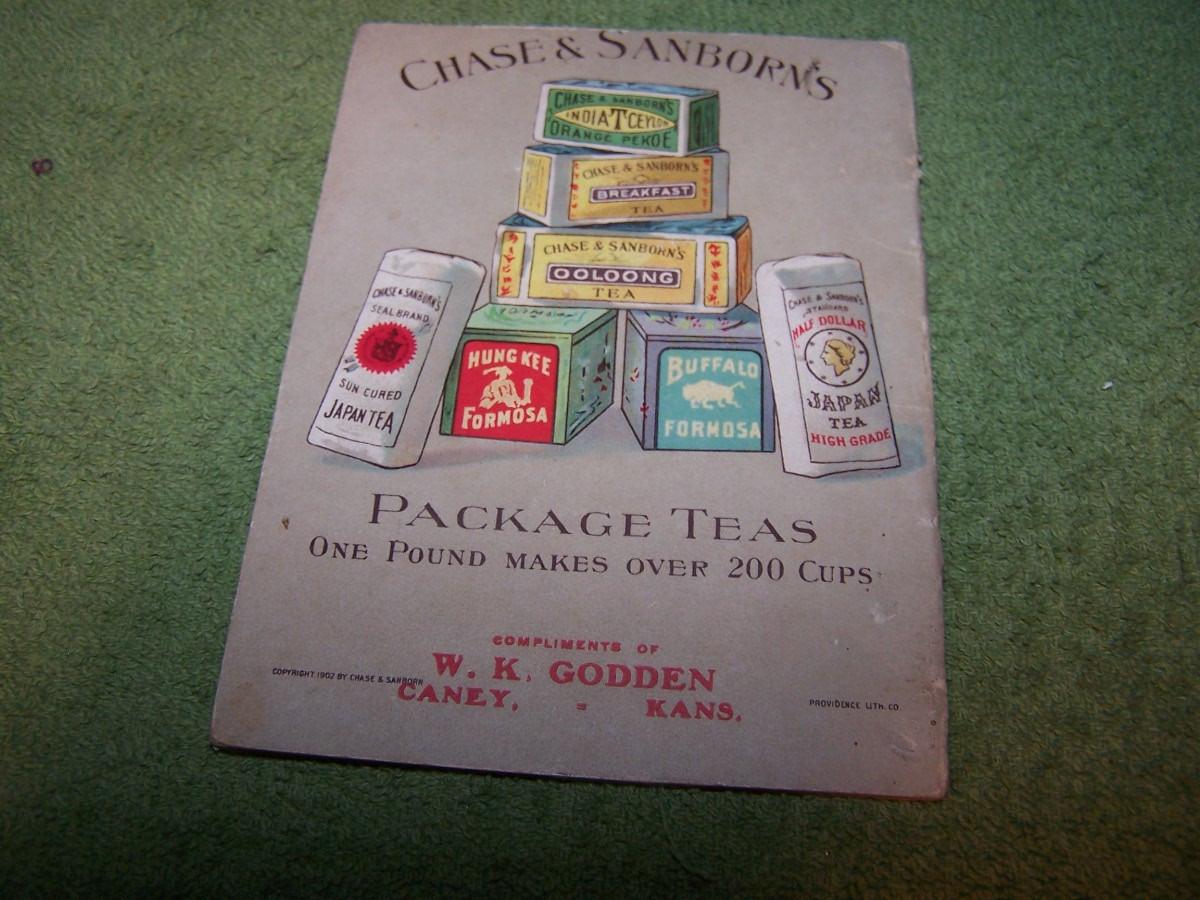 CHASE & SANBORN'S
CHASE & SANBORN'S
INDIA T CEYLON
ORANGE PEKOE
CHASE & SANBORN'S
BREAKFAST
TEA
CHASE & SANBORN'S
OOLOONG
TEA
CHASE & SANBORN'S
SEAL BRAND
SUN CURED
JAPAN TEA
HUNG KEE
FORMOSA
BUFFALO
FORMOSA
CHASE & SANBORN'S
STANDARD
HALF DOLLAR
JAPAN
TEA
HIGH GRADE
PACKAGE TEAS
ONE POUND MAKES OVER 200 CUPS
COMPLIMENTS OF
W. K. GODDEN
CANEY, = KANS.
COPYRIGHT 1902 BY CHASE & SANBORN
PROVIDENCE LITH. CO.